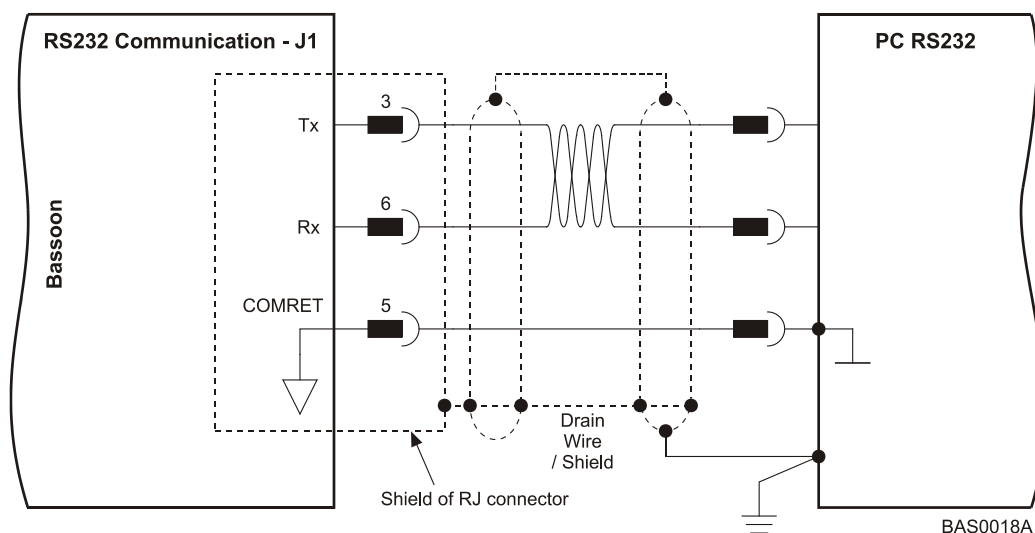 RS232 Communication - J1
PC RS232
3
Tx
6
Rx
Bassoon
COMRET
5
Drain
Wire
/ Shield
Shield of RJ connector
BAS0018A